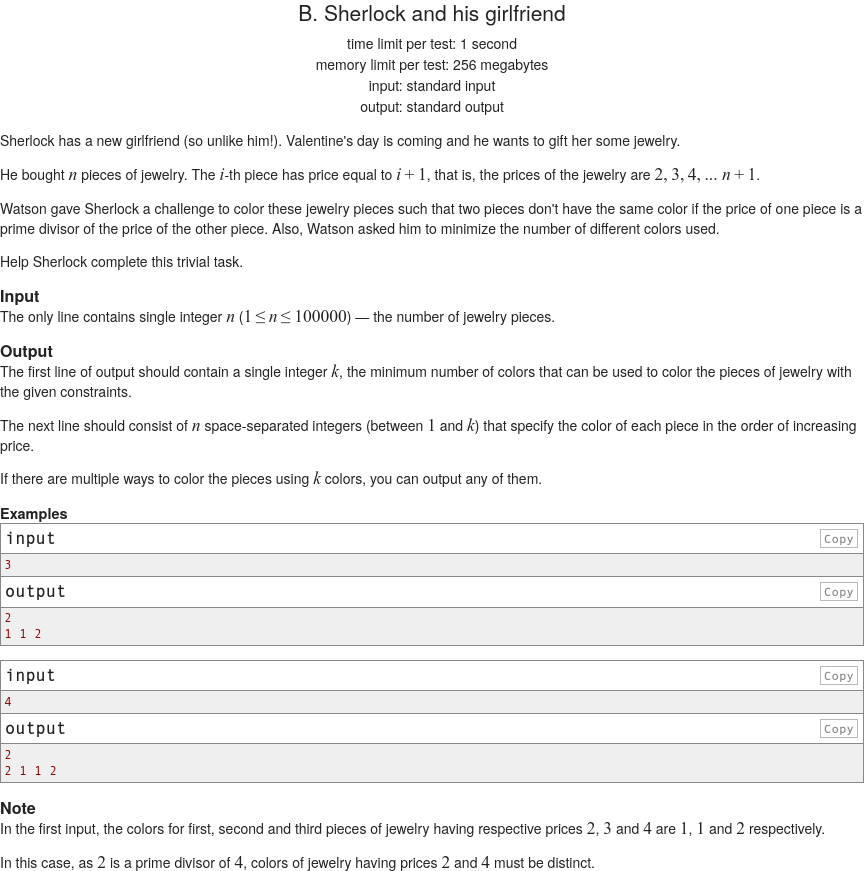 B. Sherlock and his girlfriend
time limit per test: 1 second
memory limit per test: 256 megabytes
input: standard input
output: standard output
Sherlock has a new girlfriend (so unlike him!). Valentine's day is coming and he wants to gift her some jewelry.
He bought n pieces of jewelry. The i-th piece has price equal to i + 1, that is, the prices of the jewelry are 2, 3, 4, ... n + 1.
Watson gave Sherlock a challenge to color these jewelry pieces such that two pieces don't have the same color if the price of one piece is a
prime divisor of the price of the other piece. Also, Watson asked him to minimize the number of different colors used.
Help Sherlock complete this trivial task.
Input
The only line contains single integer n (1 ≤ n ≤ 100000) — the number of jewelry pieces.
Output
The first line of output should contain a single integer k, the minimum number of colors that can be used to color the pieces of jewelry with
the given constraints.
The next line should consist of n space-separated integers (between 1 and k) that specify the color of each piece in the order of increasing
price.
If there are multiple ways to color the pieces using k colors, you can output any of them.
Examples
input Copy
3
output Copy
2
1 1 2
input Copy
4
output Copy
2
2 1 1 2
Note
In the first input, the colors for first, second and third pieces of jewelry having respective prices 2, 3 and 4 are 1, 1 and 2 respectively.
In this case, as 2 is a prime divisor of 4, colors of jewelry having prices 2 and 4 must be distinct.